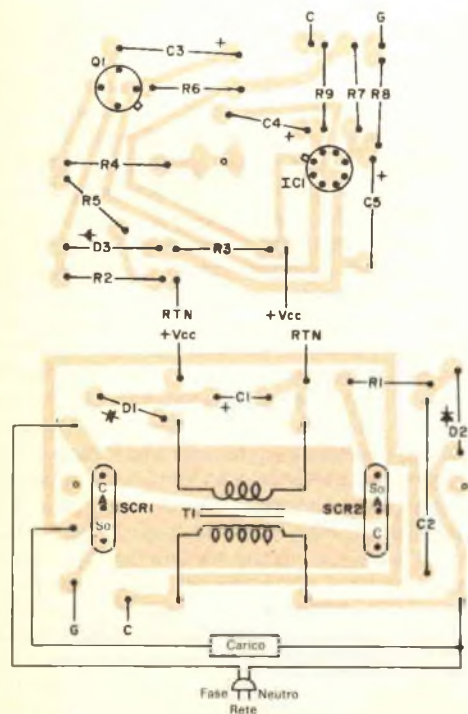 C G
C3 +
Q1
R6 R9 R7 R8
C4 +
R4
IC1 +
R5 C5
D3 R3
R2
RTN +Vcc
+Vcc RTN
R1
D1 + C1 D2
C So
A SCR1 T1 SCR2 A C2
So C
G C
Carico
Fase Neutro
Rete